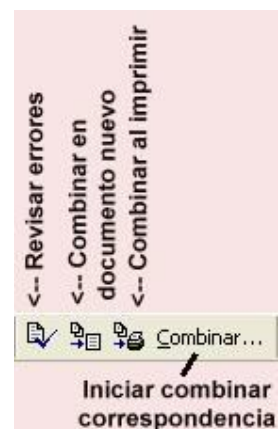 <-- Revisar errores
<-- Combinar en
documento nuevo
<-- Combinar al imprimir
Combinar...
Iniciar combinar
correspondencia